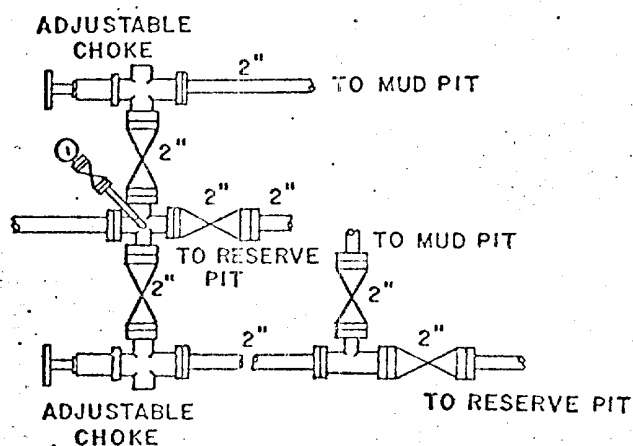 ADJUSTABLE
CHOKE
2"
TO MUD PIT
2"
1
2"
2"
TO RESERVE
PIT
TO MUD PIT
2"
2"
2"
2"
TO RESERVE PIT
ADJUSTABLE
CHOKE